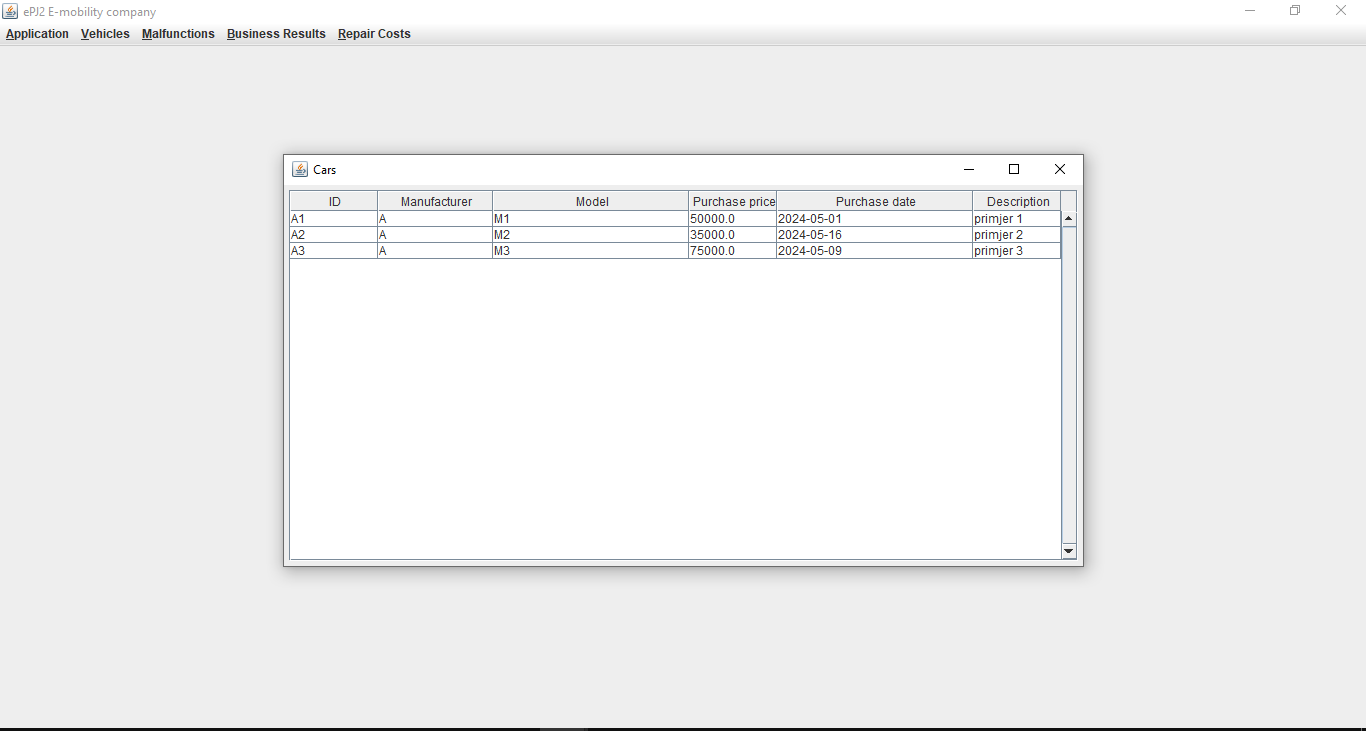 ePJ2 E-mobility company
Application Vehicles Malfunctions Business Results Repair Costs
Cars
ID Manufacturer Model Purchase price Purchase date Description
A1 A M1 50000.0 2024-05-01 primjer 1
A2 A M2 35000.0 2024-05-16 primjer 2
A3 A M3 75000.0 2024-05-09 primjer 3